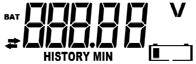 BAT 888.88 V
HISTORY MIN